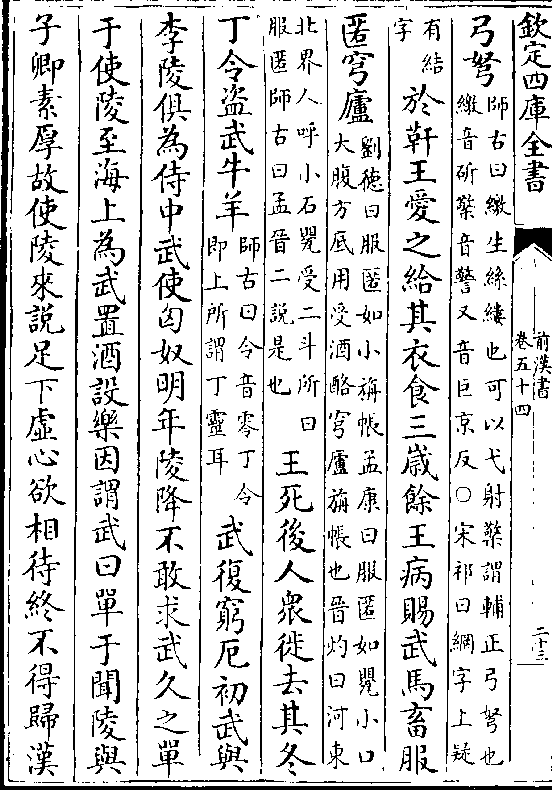 欽定四庫全書
前漢書
卷五十四
二十三
弓弩
師古曰繳生絲縷也可以弋射檠謂輔正弓弩也
繳音斫檠音警又音巨京反○宋祁曰網字上疑
有結
字
於靬王愛之給其衣食三歲餘王病賜武馬畜服
匿穹廬
劉德曰服匿如小旃帳孟康曰服匿如甖小口
大腹方底用受酒酪穹廬旃帳也晉灼曰河東
北界人呼小石甖受二斗所曰
服匿師古曰孟晉二說是也
王死後人衆徙去其冬
丁令盜武牛羊
師古曰令音零丁令
即上所謂丁靈耳
武復窮厄初武與
李陵俱為侍中武使匈奴明年陵降不敢求武久之單
于使陵至海上為武置酒設樂因謂武曰單于聞陵與
子卿素厚故使陵來說足下虛心欲相待終不得歸漢